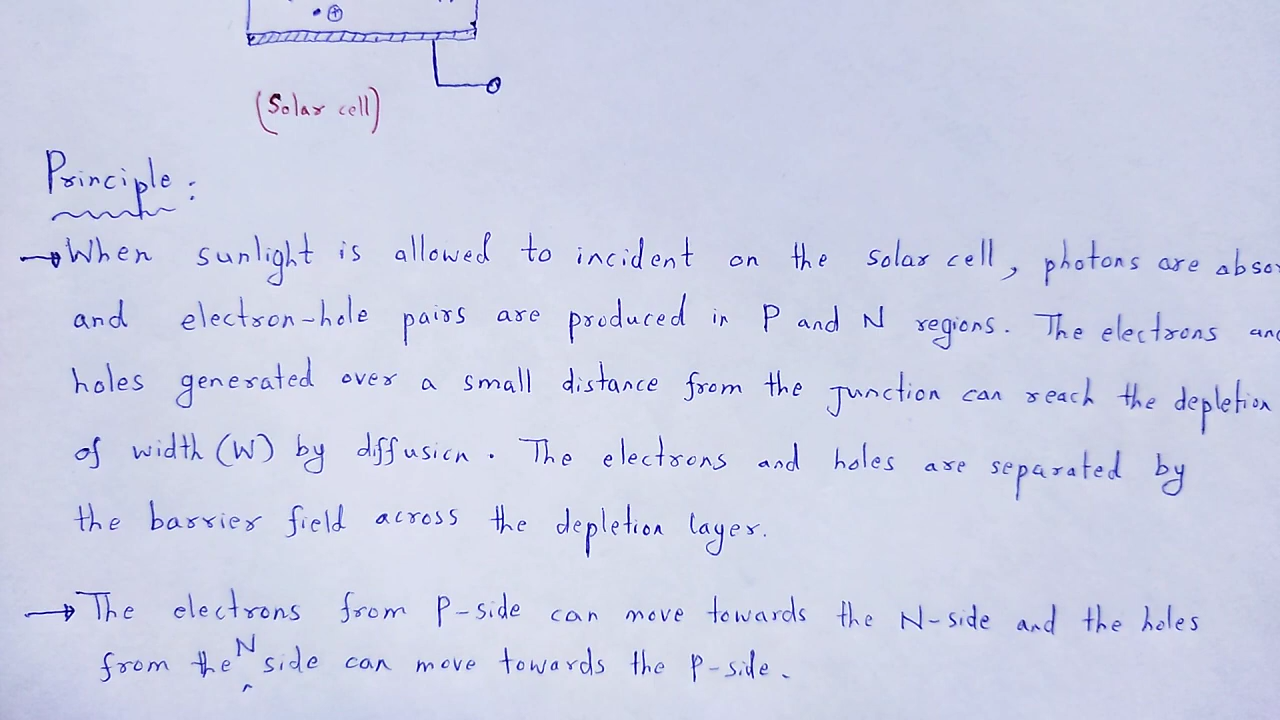 (Solar cell)
Principle :
→ When sunlight is allowed to incident on the solar cell, photons are
and electron-hole pairs are produced in P and N regions. The electrons
holes generated over a small distance from the Junction can reach the depletion
of width (W) by diffusion. The electrons and holes are separated by
the barrier field across the depletion layer.
→ The electrons from P-side can move towards the N-side and the holes
from the N side can move towards the P-side.